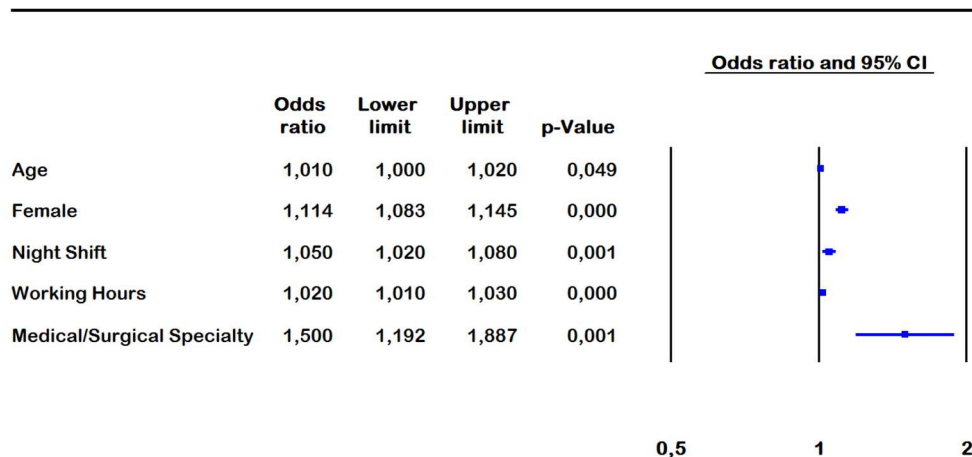 Odds ratio and 95% CI
Odds Lower Upper
ratio limit limit p-Value
Age 1,010 1,000 1,020 0,049
Female 1,114 1,083 1,145 0,000
Night Shift 1,050 1,020 1,080 0,001
Working Hours 1,020 1,010 1,030 0,000
Medical/Surgical Specialty 1,500 1,192 1,887 0,001
0,5 1 2